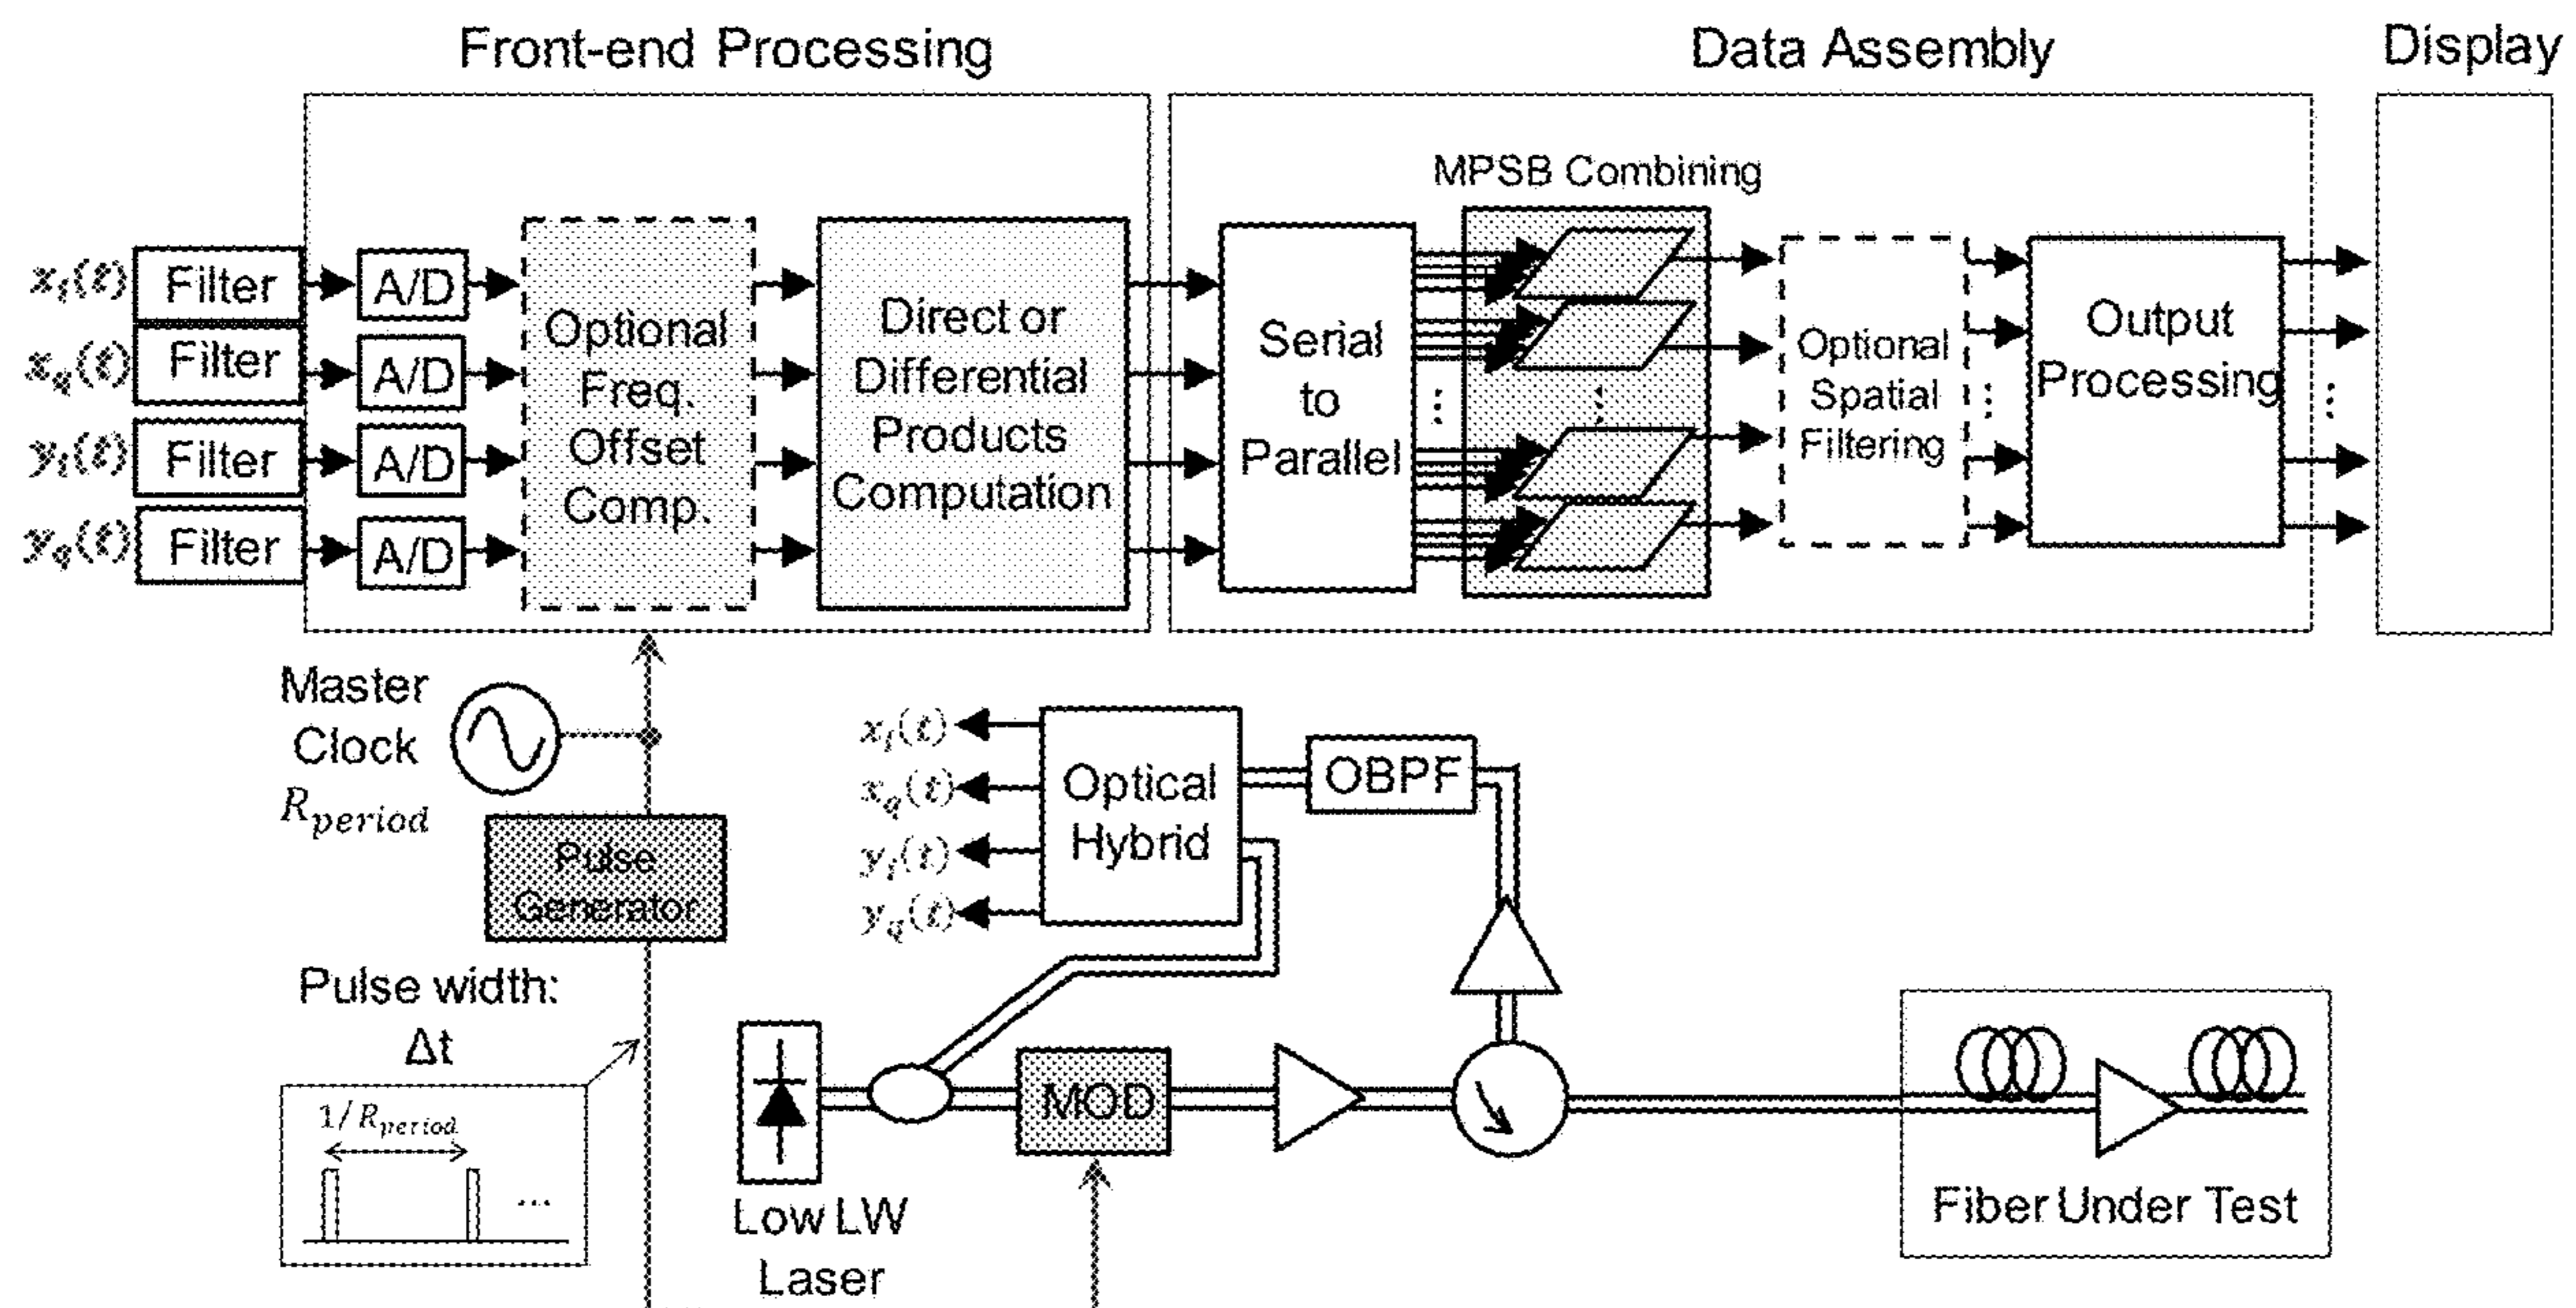 Front-end Processing
Data Assembly
Display
MPSB Combining
x_i(t)
Filter
A/D
x_q(t)
Filter
A/D
y_i(t)
Filter
A/D
y_q(t)
Filter
A/D
Optional
Freq.
Offset
Comp.
Direct or
Differential
Products
Computation
Serial
to
Parallel
Optional
Spatial
Filtering
Output
Processing
Master
Clock
R_period
Pulse
Generator
Pulse width:
Δt
1/R_period
...
x_i(t)
x_q(t)
y_i(t)
y_q(t)
Optical
Hybrid
OBPF
MOD
Low LW
Laser
Fiber Under Test